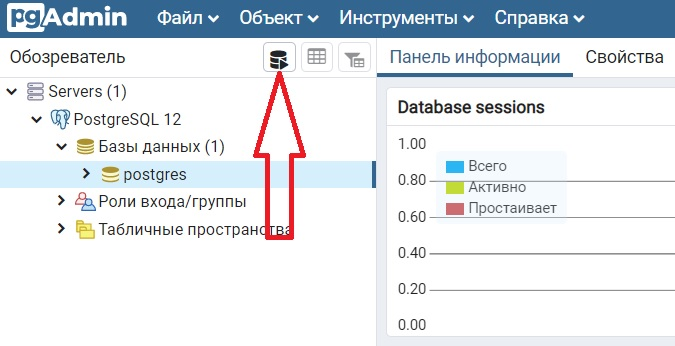 pgAdmin Файл Объект Инструменты Справка
Обозреватель
Панель информации Свойства
Servers (1)
PostgreSQL 12
Базы данных (1)
postgres
Роли входа/группы
Табличные пространства
Database sessions
1.00
0.80
0.60
0.40
0.20
0.00
Всего
Активно
Простаивает